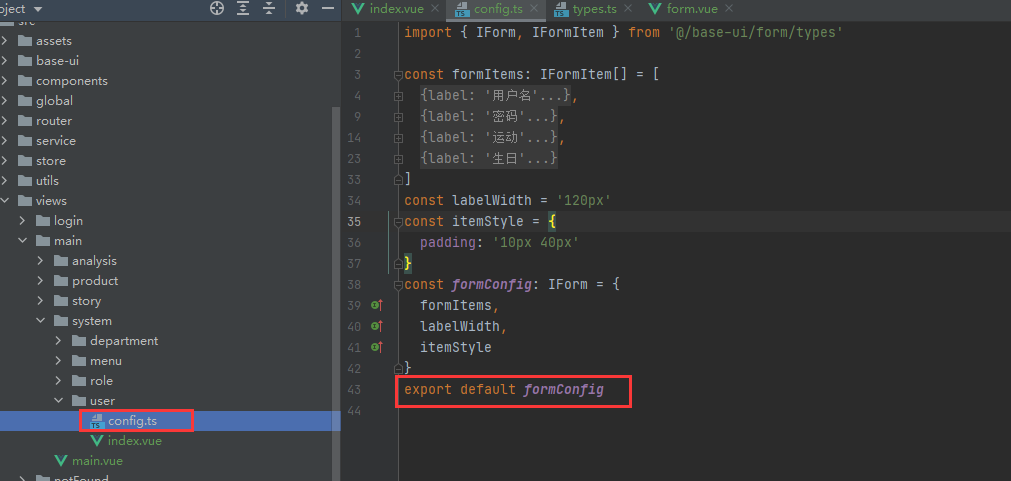 oject
index.vue
config.ts
types.ts
form.vue
src
assets
base-ui
components
global
router
service
store
utils
views
login
main
analysis
product
story
system
department
menu
role
user
config.ts
index.vue
main.vue
notFound
1 import { IForm, IFormItem } from '@/base-ui/form/types'
2
3 const formItems: IFormItem[] = [
4 {label: '用户名'...},
9 {label: '密码'...},
14 {label: '运动'...},
23 {label: '生日'...}
33 ]
34 const labelWidth = '120px'
35 const itemStyle = {
36 padding: '10px 40px'
37 }
38 const formConfig: IForm = {
39 formItems,
40 labelWidth,
41 itemStyle
42 }
43 export default formConfig
44